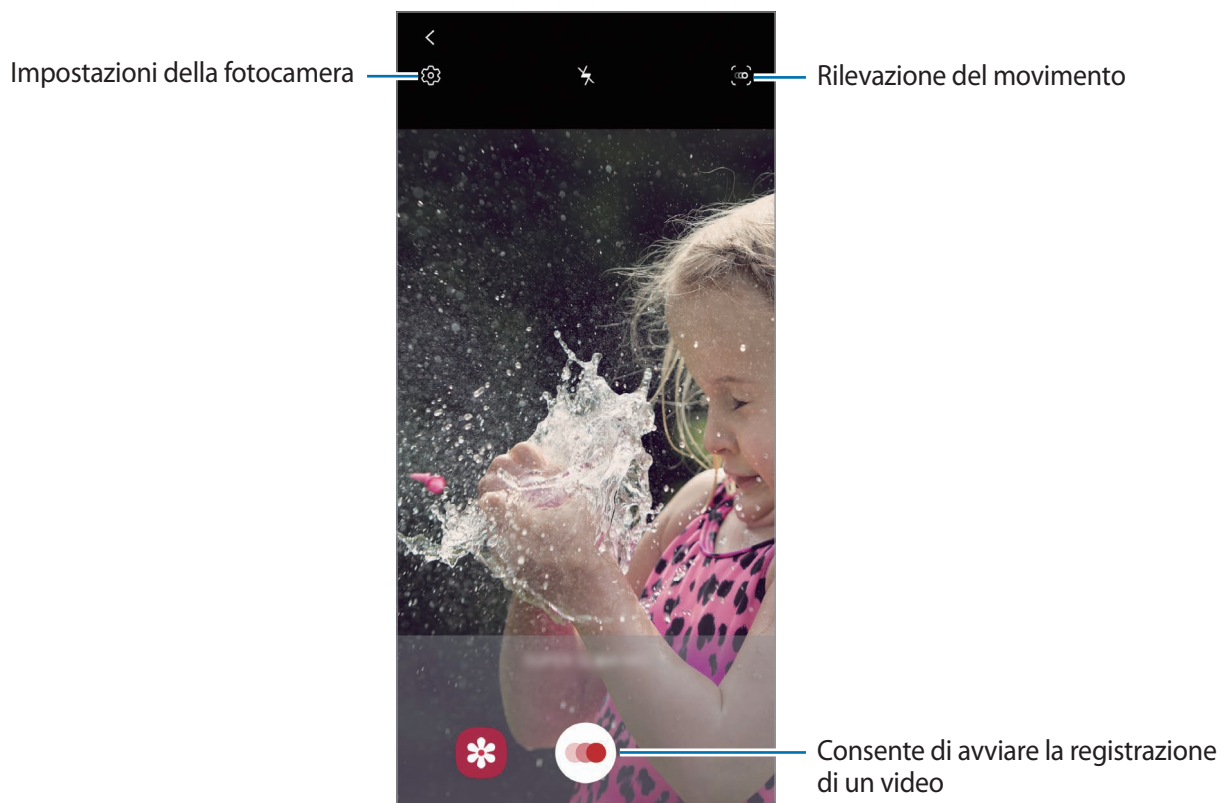 Impostazioni della fotocamera
Rilevazione del movimento
Consente di avviare la registrazione
di un video